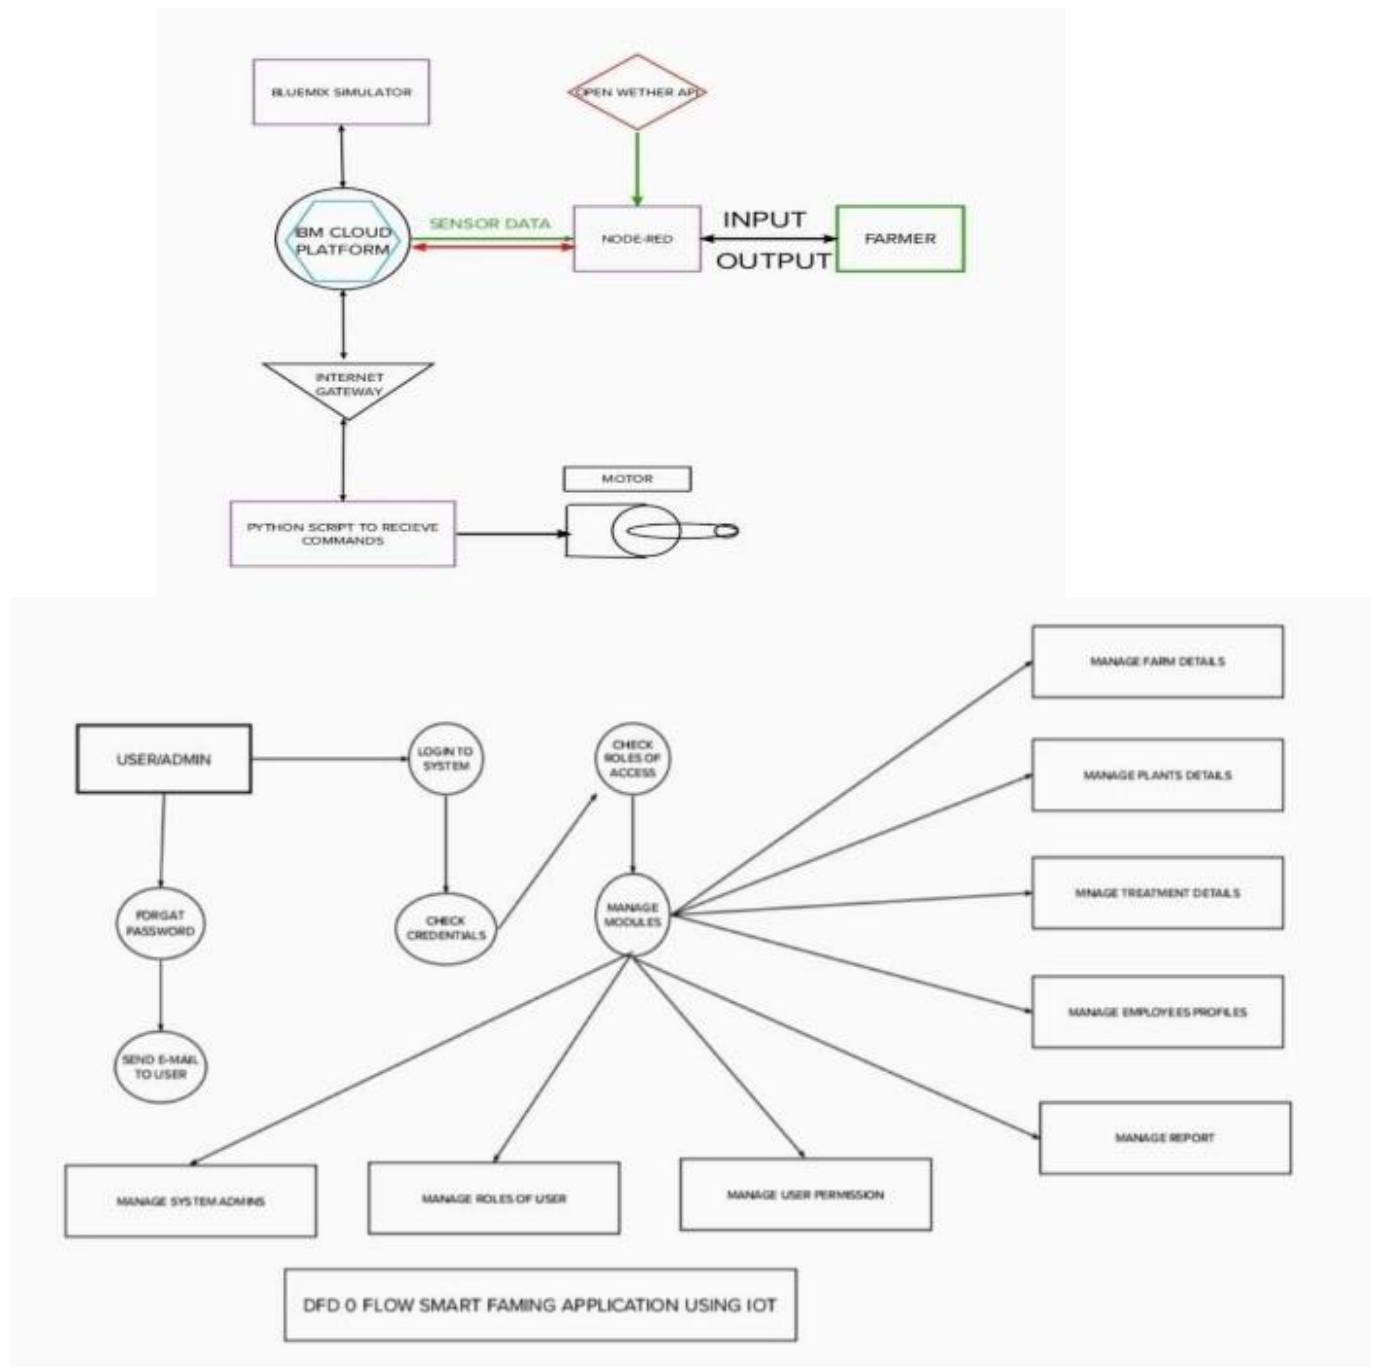 BLUEMIX SIMULATOR
OPEN WETHER API
IBM CLOUD
PLATFORM
SENSOR DATA
NODE-RED
INPUT
OUTPUT
FARMER
INTERNET
GATEWAY
MOTOR
PYTHON SCRIPT TO RECIEVE
COMMANDS
MANAGE FARM DETAILS
USER/ADMIN
LOGIN TO
SYSTEM
CHECK
ROLES OF
ACCESS
MANAGE PLANTS DETAILS
MNAGE TREATMENT DETAILS
FORGAT
PASSWORD
CHECK
CREDENTIALS
MANAGE
MODULES
MANAGE EMPLOYEES PROFILES
SEND E-MAIL
TO USER
MANAGE REPORT
MANAGE SYSTEM ADMINS
MANAGE ROLES OF USER
MANAGE USER PERMISSION
DFD 0 FLOW SMART FAMING APPLICATION USING IOT